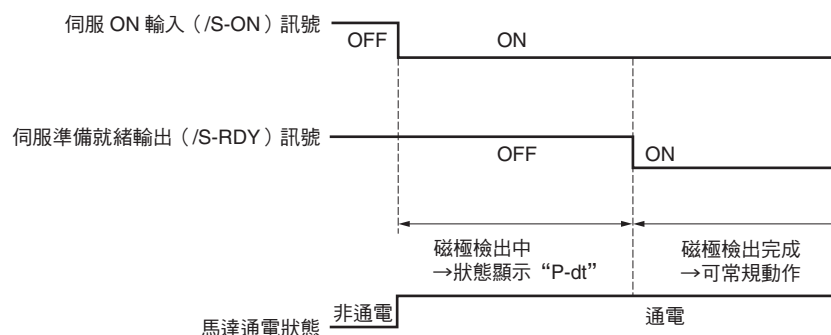 伺服 ON 輸入（/S-ON）訊號
OFF
ON
伺服準備就緒輸出（/S-RDY）訊號
OFF
ON
磁極檢出中
→狀態顯示“P-dt”
磁極檢出完成
→可常規動作
馬達通電狀態
非通電
通電